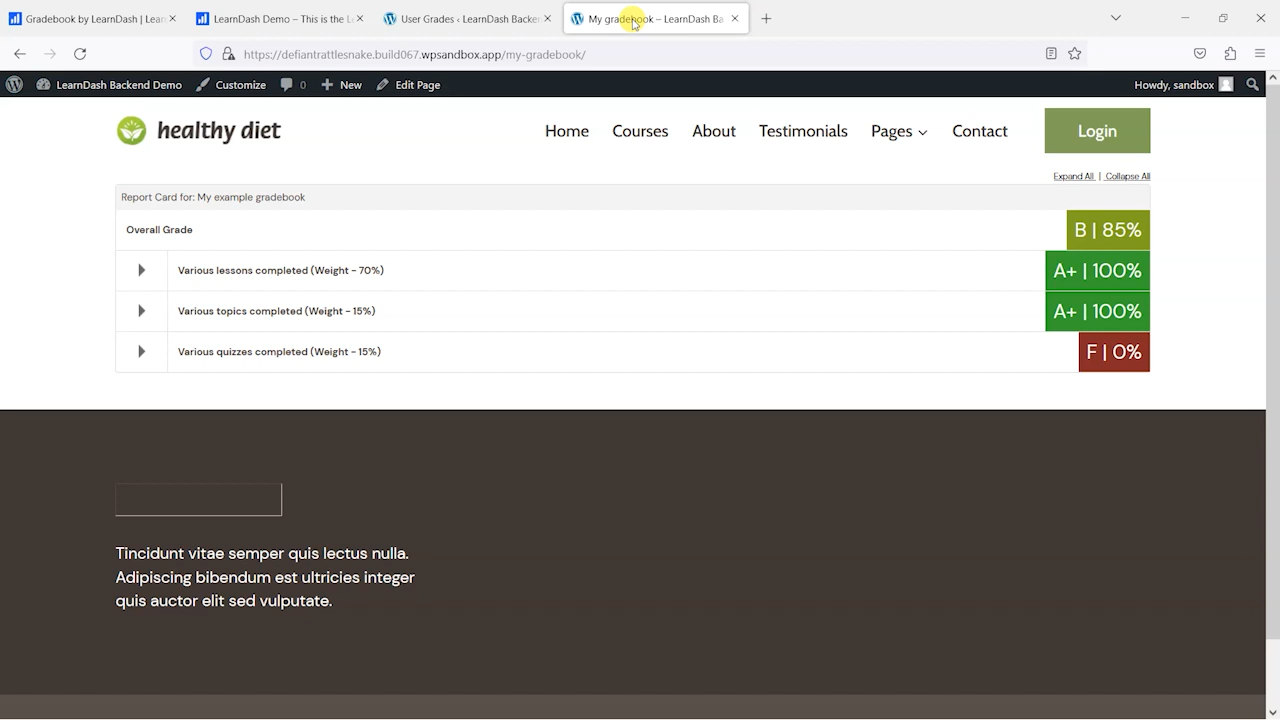 Gradebook by LearnDash | Learn
LearnDash Demo – This is the L
User Grades ‹ LearnDash Backen
My gradebook – LearnDash Ba
https://defiantrattlesnake.build067.wpsandbox.app/my-gradebook/
LearnDash Backend Demo Customize 0 New Edit Page Howdy, sandbox
healthy diet
Home Courses About Testimonials Pages Contact Login
Expand All | Collapse All
Report Card for: My example gradebook
Overall Grade B | 85%
Various lessons completed (Weight - 70%) A+ | 100%
Various topics completed (Weight - 15%) A+ | 100%
Various quizzes completed (Weight - 15%) F | 0%
Tincidunt vitae semper quis lectus nulla.
Adipiscing bibendum est ultricies integer
quis auctor elit sed vulputate.